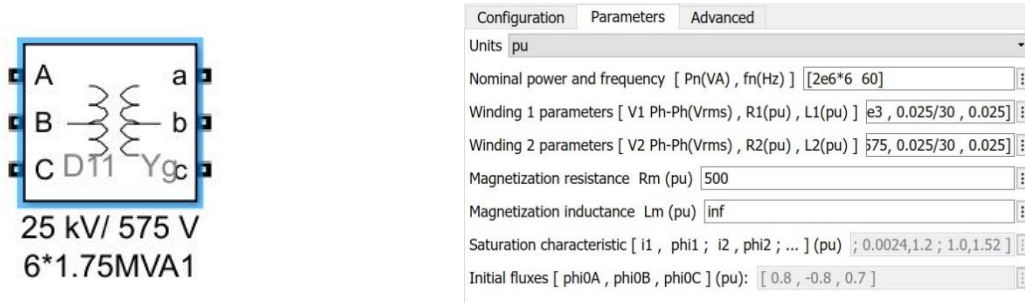 A a
B b
C D11 Yg c
25 kV/ 575 V
6*1.75MVA1
Configuration Parameters Advanced
Units pu
Nominal power and frequency [ Pn(VA) , fn(Hz) ] [2e6*6 60]
Winding 1 parameters [ V1 Ph-Ph(Vrms) , R1(pu) , L1(pu) ] e3 , 0.025/30 , 0.025]
Winding 2 parameters [ V2 Ph-Ph(Vrms) , R2(pu) , L2(pu) ] 575, 0.025/30 , 0.025]
Magnetization resistance Rm (pu) 500
Magnetization inductance Lm (pu) inf
Saturation characteristic [ i1 , phi1 ; i2 , phi2 ; ... ] (pu) ; 0.0024,1.2 ; 1.0,1.52 ]
Initial fluxes [ phi0A , phi0B , phi0C ] (pu): [ 0.8 , -0.8 , 0.7 ]